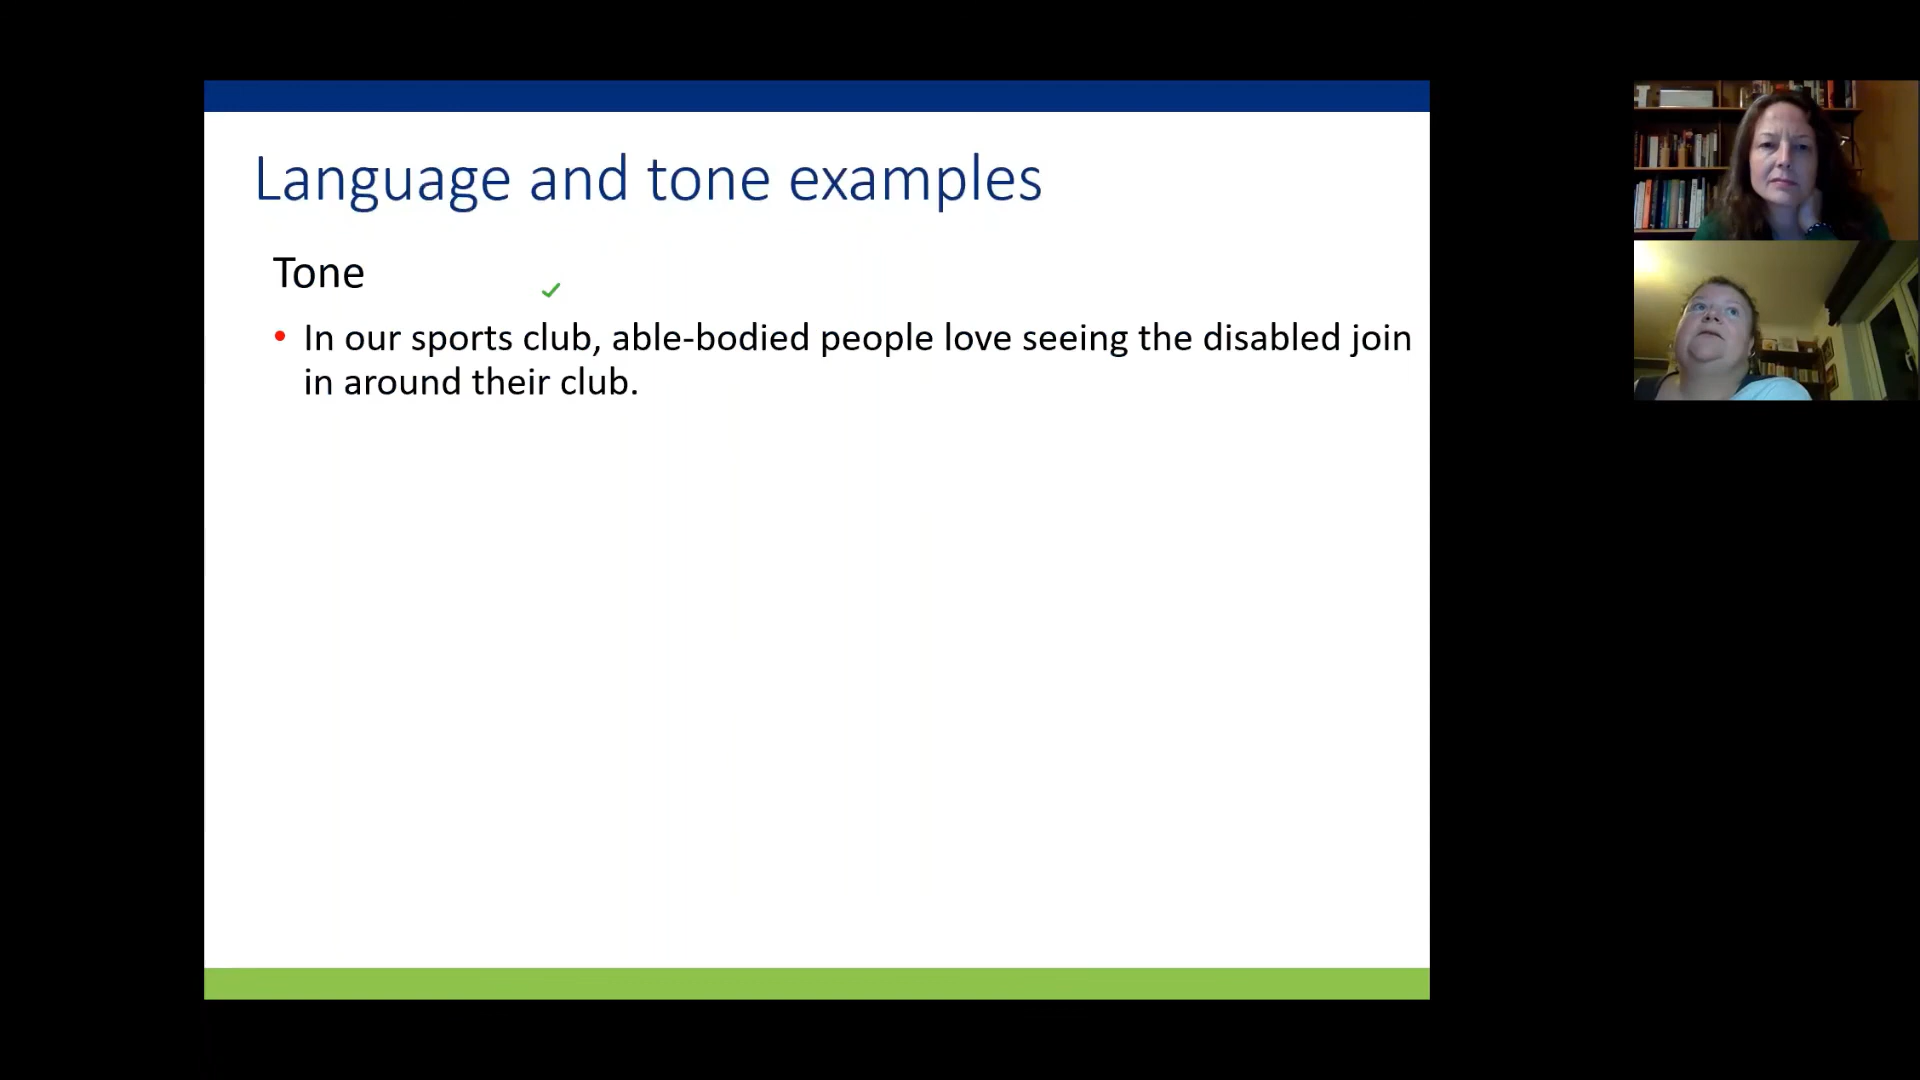 Language and tone examples
Tone
• In our sports club, able-bodied people love seeing the disabled join
in around their club.